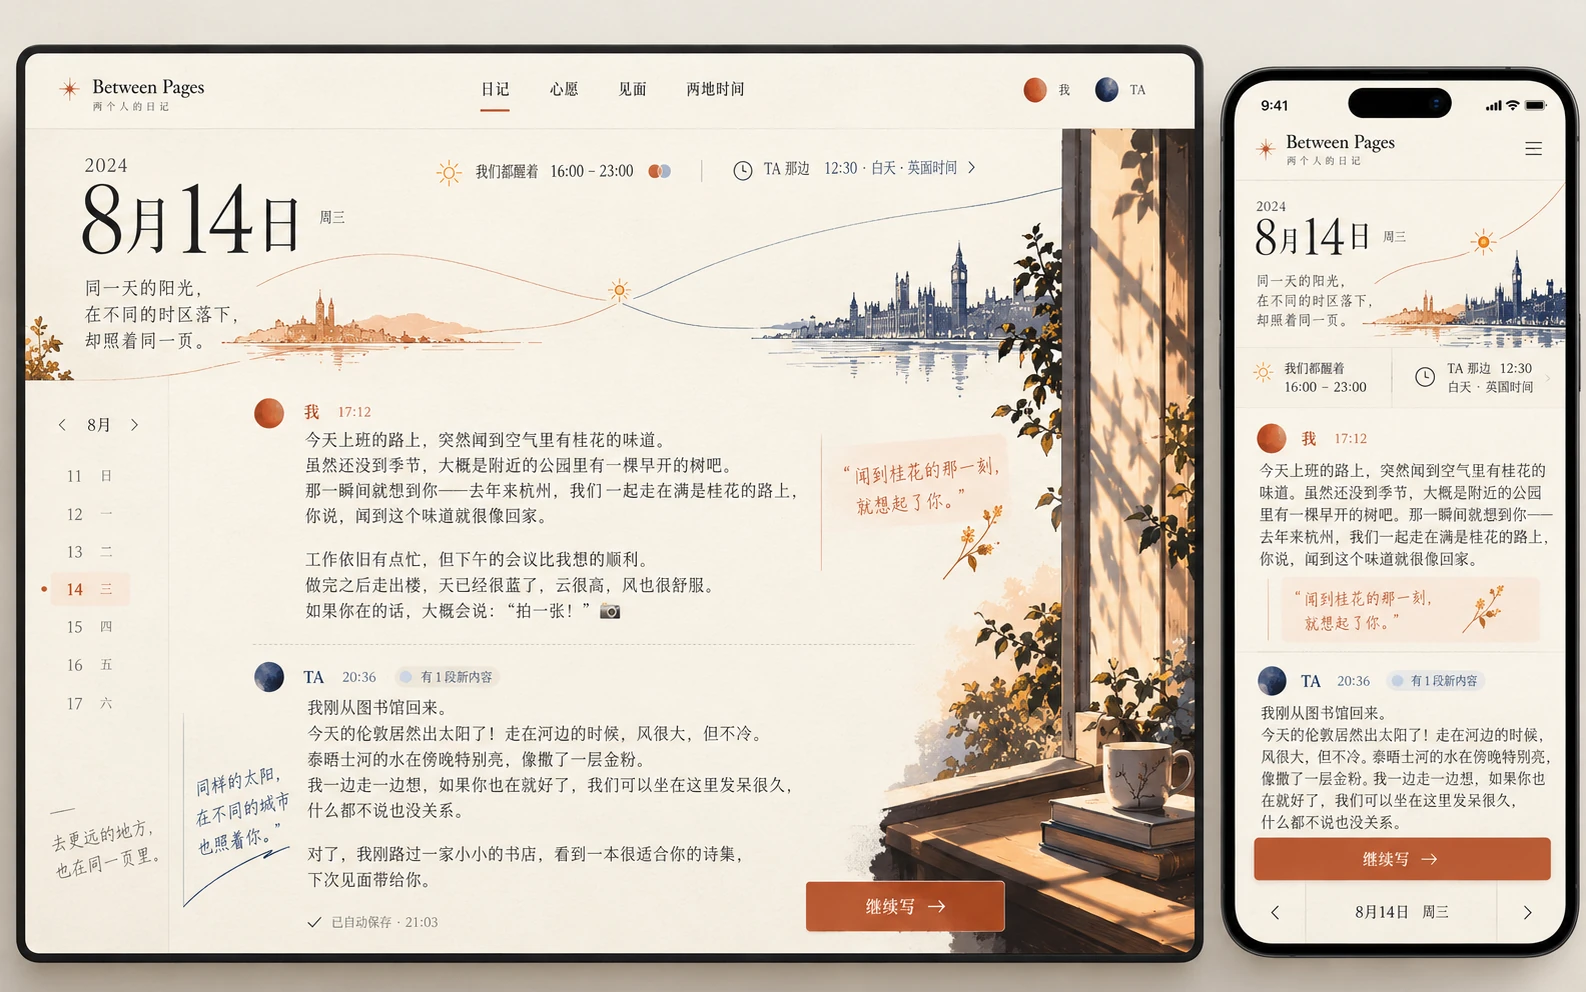 Between Pages
两个人的日记
日记 心愿 见面 两地时间
我 TA
2024
8月14日 周三
我们都醒着 16:00 – 23:00
TA 那边 12:30 · 白天 · 英国时间
同一天的阳光，
在不同的时区落下，
却照着同一页。
8月
11 日
12 一
13 二
14 三
15 四
16 五
17 六
去更远的地方，
也在同一页里。
我 17:12
今天上班的路上，突然闻到空气里有桂花的味道。
虽然还没到季节，大概是附近的公园里有一棵早开的树吧。
那一瞬间就想到你——去年来杭州，我们一起走在满是桂花的路上，
你说，闻到这个味道就很像回家。
工作依旧有点忙，但下午的会议比我想的顺利。
做完之后走出楼，天已经很蓝了，云很高，风也很舒服。
如果你在的话，大概会说：“拍一张！”📷
“闻到桂花的那一刻，
就想起了你。”
TA 20:36 有1段新内容
我刚从图书馆回来。
今天的伦敦居然出太阳了！走在河边的时候，风很大，但不冷。
泰晤士河的水在傍晚特别亮，像撒了一层金粉。
我一边走一边想，如果你也在就好了，我们可以坐在这里发呆很久，
什么都不说也没关系。
对了，我刚路过一家小小的书店，看到一本很适合你的诗集，
下次见面带给你。
同样的太阳，
在不同的城市
也照着你。”
已自动保存 · 21:03
继续写
9:41
Between Pages
两个人的日记
2024
8月14日 周三
同一天的阳光，
在不同的时区落下，
却照着同一页。
我们都醒着
16:00 – 23:00
TA 那边 12:30
白天 · 英国时间
我 17:12
今天上班的路上，突然闻到空气里有桂花的
味道。虽然还没到季节，大概是附近的公园
里有一棵早开的树吧。那一瞬间就想到你——
去年来杭州，我们一起走在满是桂花的路上，
你说，闻到这个味道就很像回家。
“闻到桂花的那一刻，
就想起了你。”
TA 20:36 有1段新内容
我刚从图书馆回来。
今天的伦敦居然出太阳了！走在河边的时候，
风很大，但不冷。泰晤士河的水在傍晚特别亮，
像撒了一层金粉。我一边走一边想，如果你也
在就好了，我们可以坐在这里发呆很久，
什么都不说也没关系。
继续写
8月14日 周三